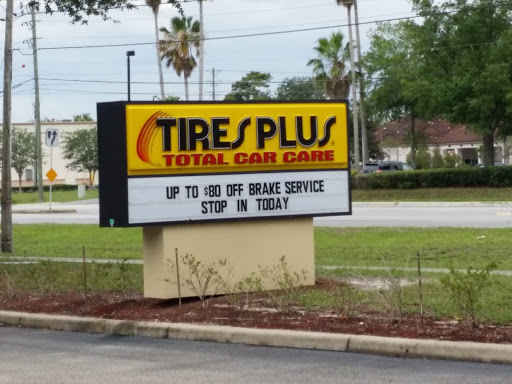 TIRES PLUS
TOTAL CAR CARE
UP TO $80 OFF BRAKE SERVICE
STOP IN TODAY